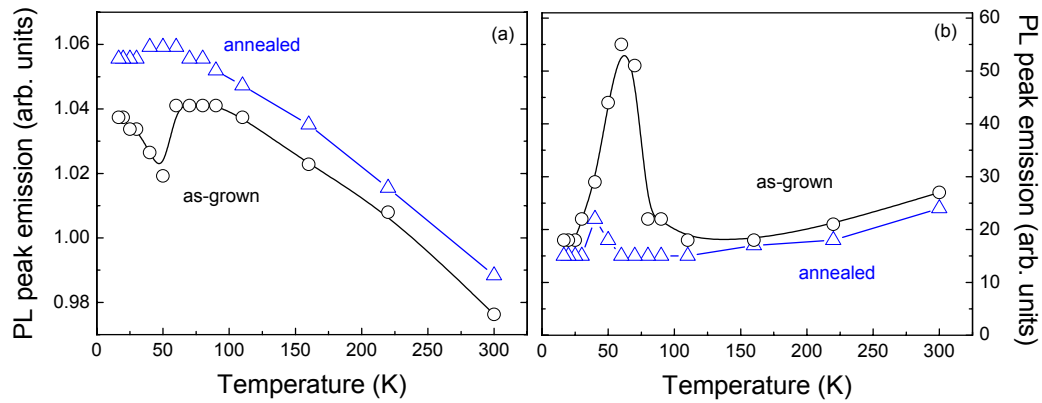 PL peak emission (arb. units)
1.06
1.04
1.02
1.00
0.98
(a)
annealed
as-grown
0
50
100
150
200
250
300
Temperature (K)
(b)
as-grown
annealed
0
50
100
150
200
250
300
Temperature (K)
60
50
40
30
20
10
0
PL peak emission (arb. units)